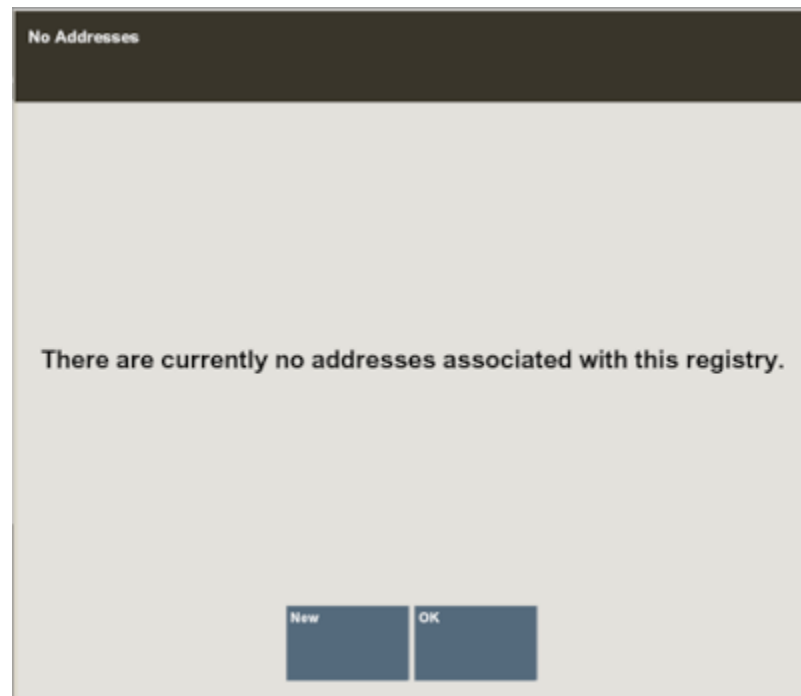 No Addresses
There are currently no addresses associated with this registry.
New
OK